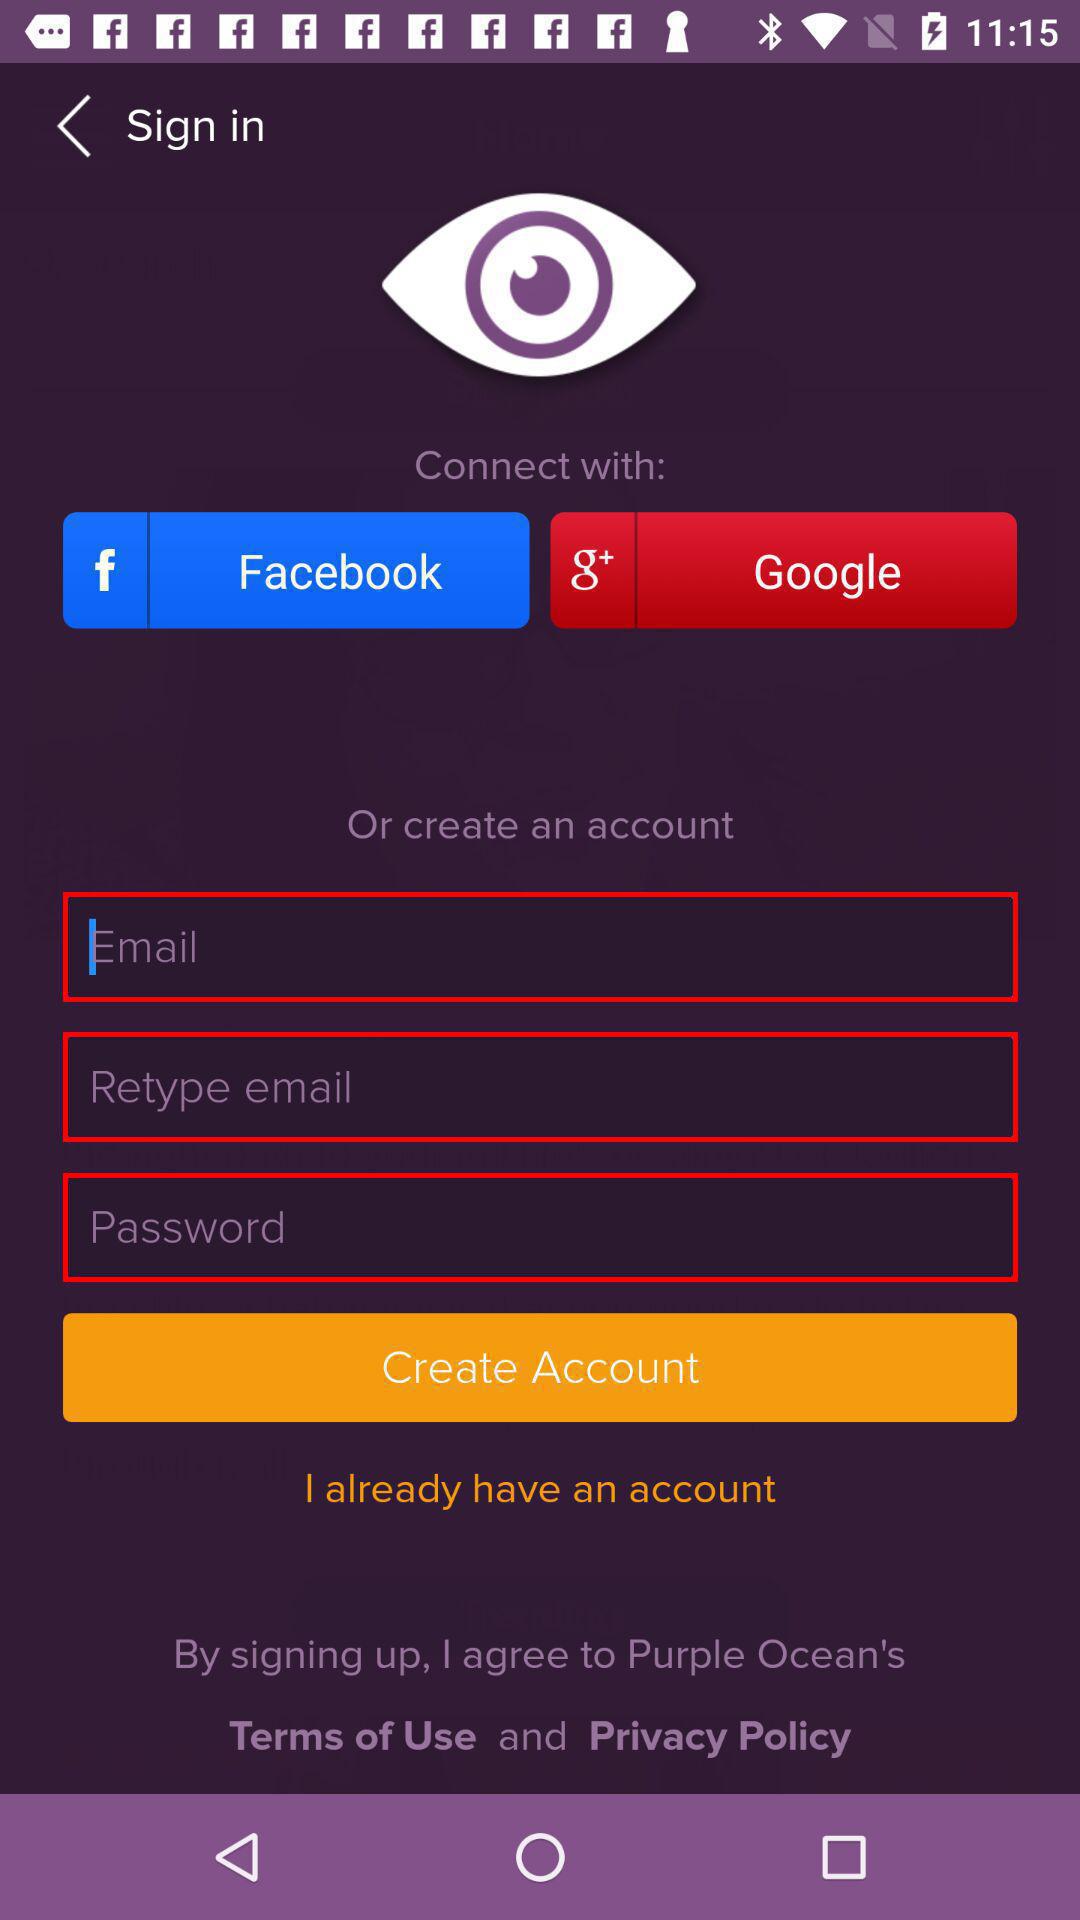 11:15
Sign in
Connect with:
f Facebook
g+ Google
Or create an account
Email
Retype email
Password
Create Account
I already have an account
By signing up, I agree to Purple Ocean's
Terms of Use and Privacy Policy